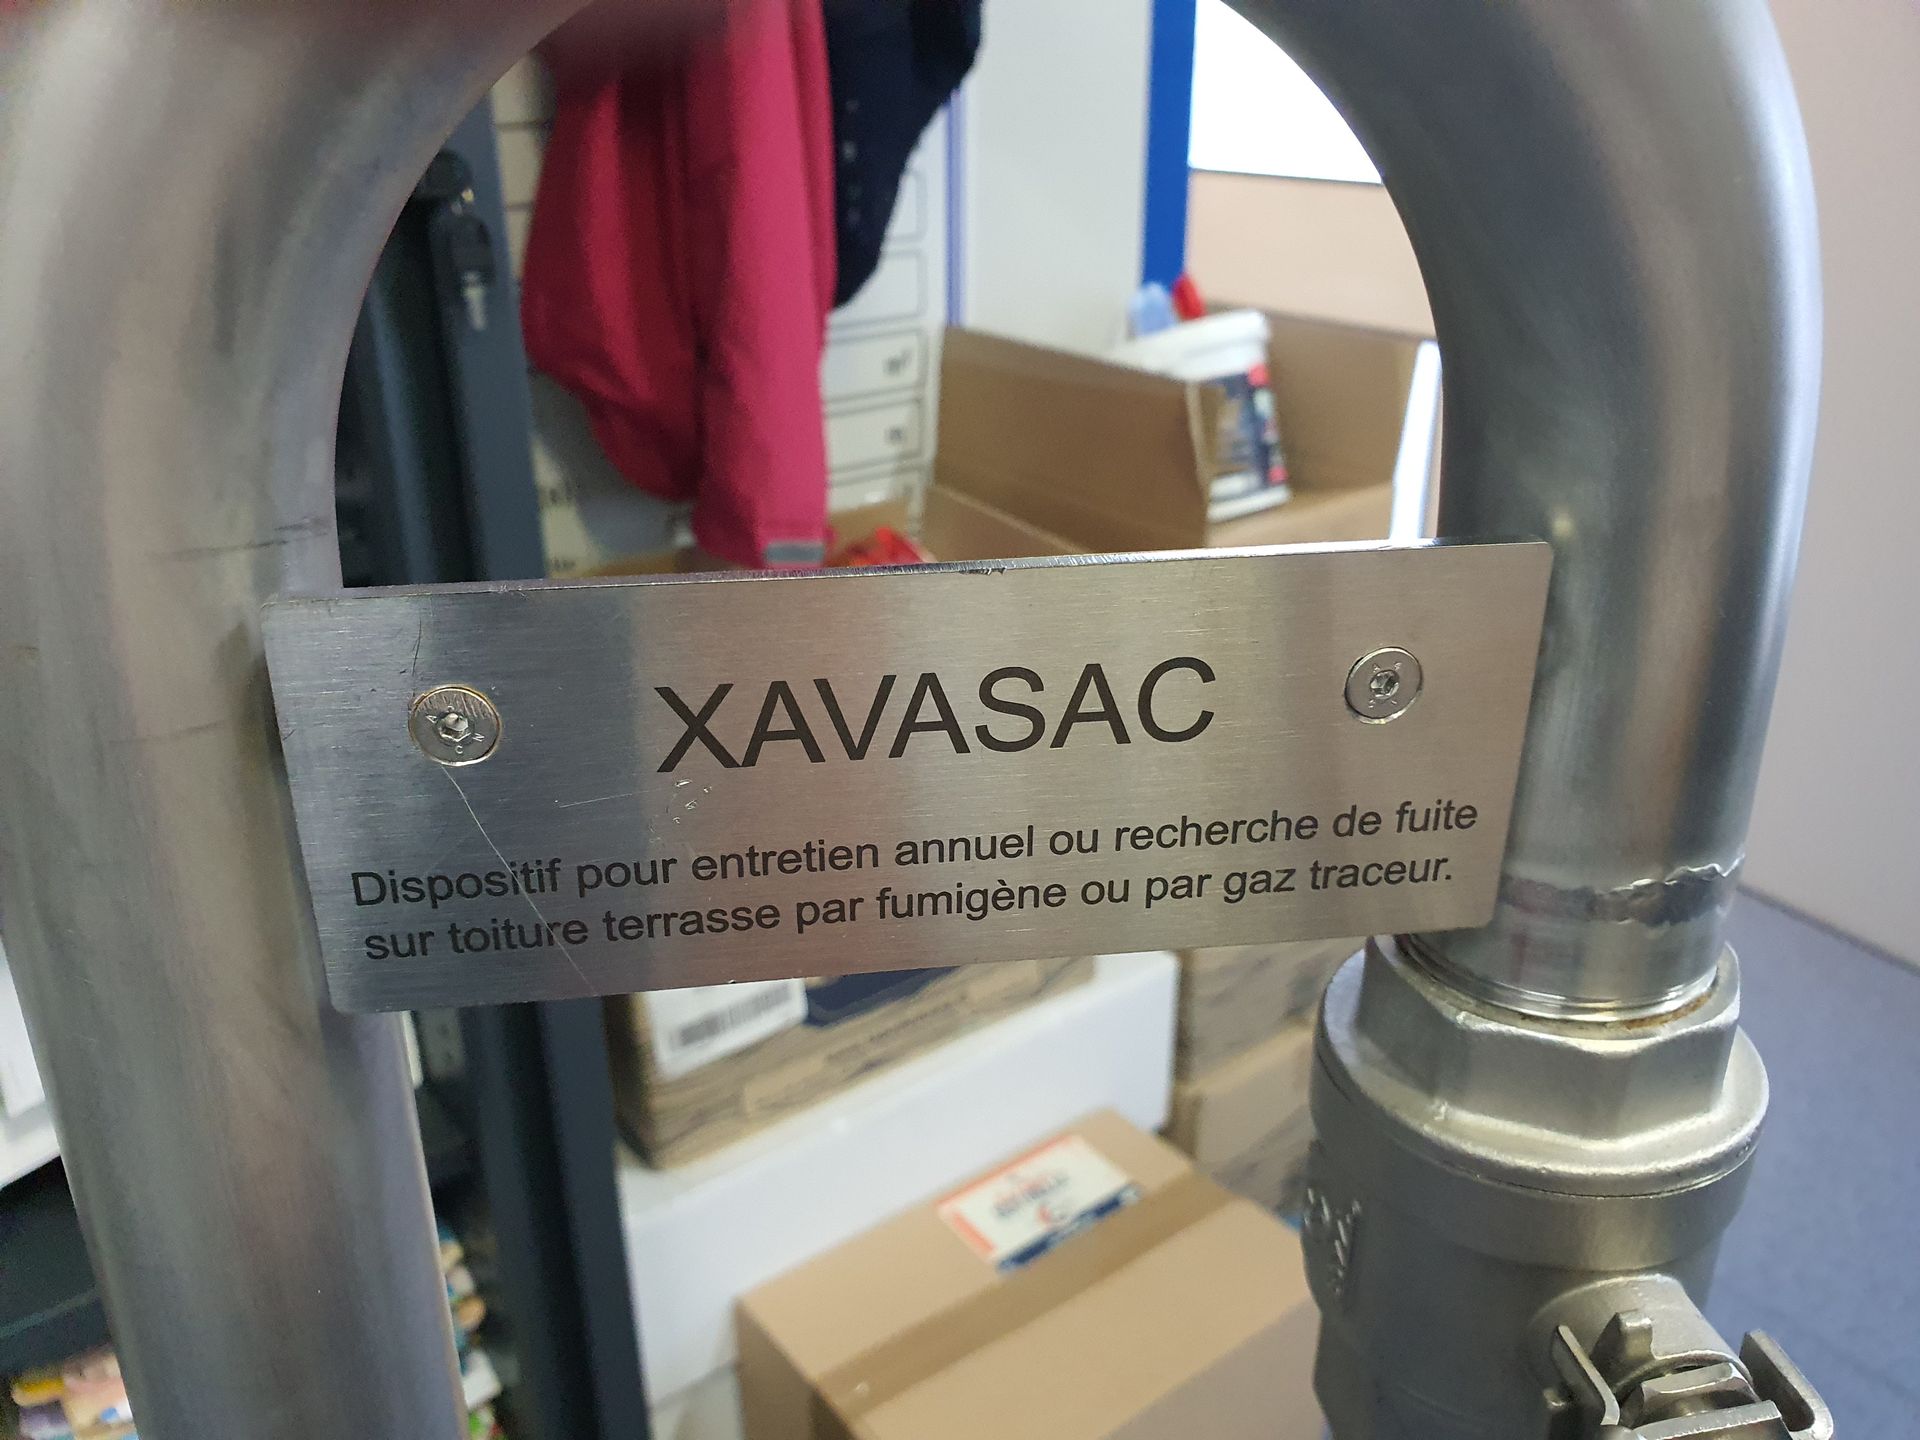 XAVASAC
Dispositif pour entretien annuel ou recherche de fuite
sur toiture terrasse par fumigène ou par gaz traceur.